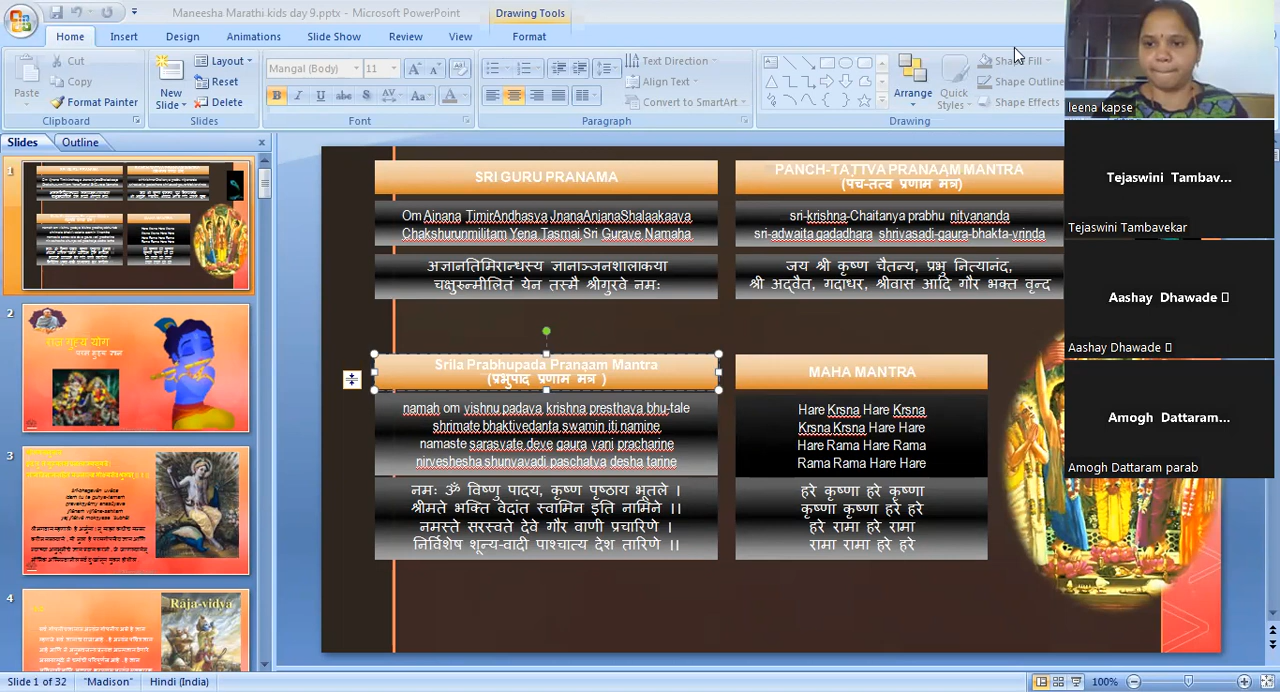 Maneesha Marathi kids day 9.pptx - Microsoft PowerPoint
Drawing Tools
Home Insert Design Animations Slide Show Review View Format
Paste
Cut
Copy
Format Painter
Clipboard
New Slide
Layout
Reset
Delete
Slides
Mangal (Body) 11
Font
Text Direction
Align Text
Convert to SmartArt
Paragraph
Arrange
Quick Styles
Shape Fill
Shape Outline
Shape Effects
Drawing
leena kapse
Tejaswini Tambav...
Tejaswini Tambavekar
Aashay Dhawade
Aashay Dhawade
Amogh Dattaram...
Amogh Dattaram parab
Slides Outline
1
2
3
4
Raja-vidya
SRI GURU PRANAMA
Om Ajnana TimirAndhasya JnanaAnjanaShalaakaaya
Chakshurunmilitam Yena Tasmai Sri Gurave Namaha
अज्ञानतिमिरान्धस्य ज्ञानाञ्जनशालाकया
चक्षुरुन्मीलितं येन तस्मै श्रीगुरवे नमः
PANCH-TATTVA PRANAAM MANTRA
(पंच-तत्व प्रणाम मंत्र)
sri-krishna-Chaitanya prabhu nityananda
sri-adwaita gadadhara shrivasadi-gaura-bhakta-vrinda
जय श्री कृष्ण चैतन्य, प्रभु नित्यानंद,
श्री अद्वैत, गदाधर, श्रीवास आदि गौर भक्त वृन्द
Srila Prabhupada Pranaam Mantra
(प्रभुपाद प्रणाम मंत्र )
namah om vishnu padaya krishna presthaya bhu-tale
shrimate bhaktivedanta swamin iti namine
namaste sarasvate deve gaura vani pracharine
nirveshesha shunyavadi paschatya desha tarine
नमः ॐ विष्णु पादय कृष्ण पृष्ठाय भूतले ।
श्रीमते भक्ति वेदांत स्वामिन इति नामिने ।।
नमस्ते सरस्वते देवे गौर वाणी प्रचारिणे ।
निर्विशेष शून्य-वादी पाश्चात्य देश तारिणे ।।
MAHA MANTRA
Hare Krsna Hare Krsna
Krsna Krsna Hare Hare
Hare Rama Hare Rama
Rama Rama Hare Hare
हरे कृष्णा हरे कृष्णा
कृष्णा कृष्णा हरे हरे
हरे रामा हरे रामा
रामा रामा हरे हरे
Slide 1 of 32 "Madison" Hindi (India) 100%